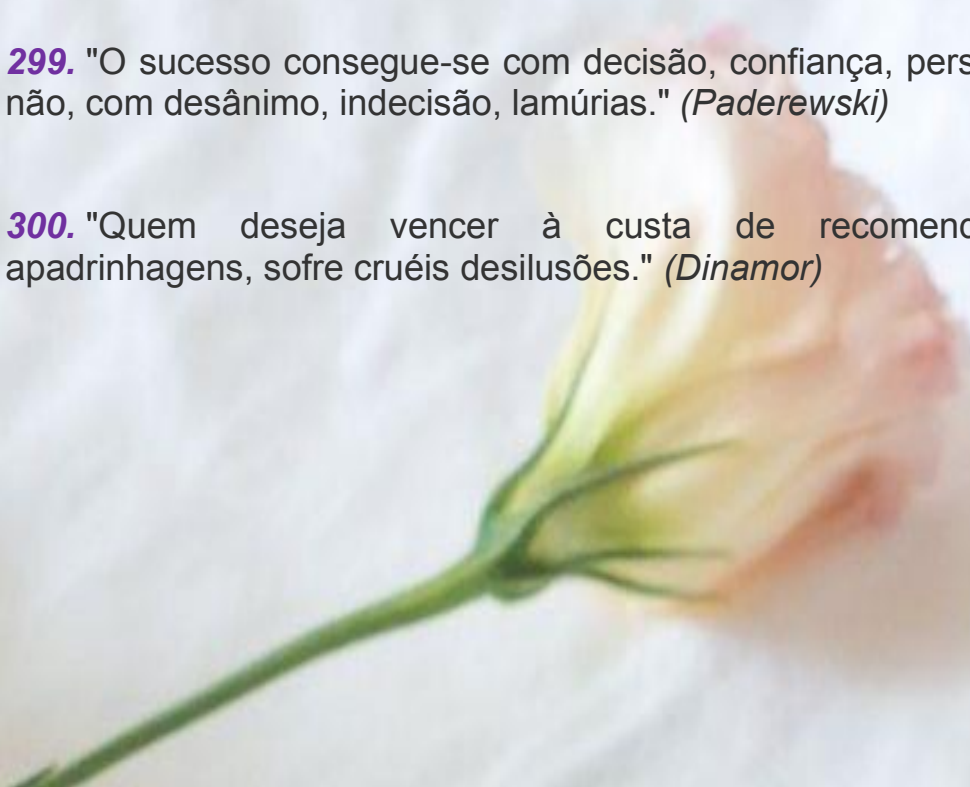 299. "O sucesso consegue-se com decisão, confiança, pers
não, com desânimo, indecisão, lamúrias." (Paderewski)
300. "Quem deseja vencer à custa de recomend
apadrinhagens, sofre cruéis desilusões." (Dinamor)